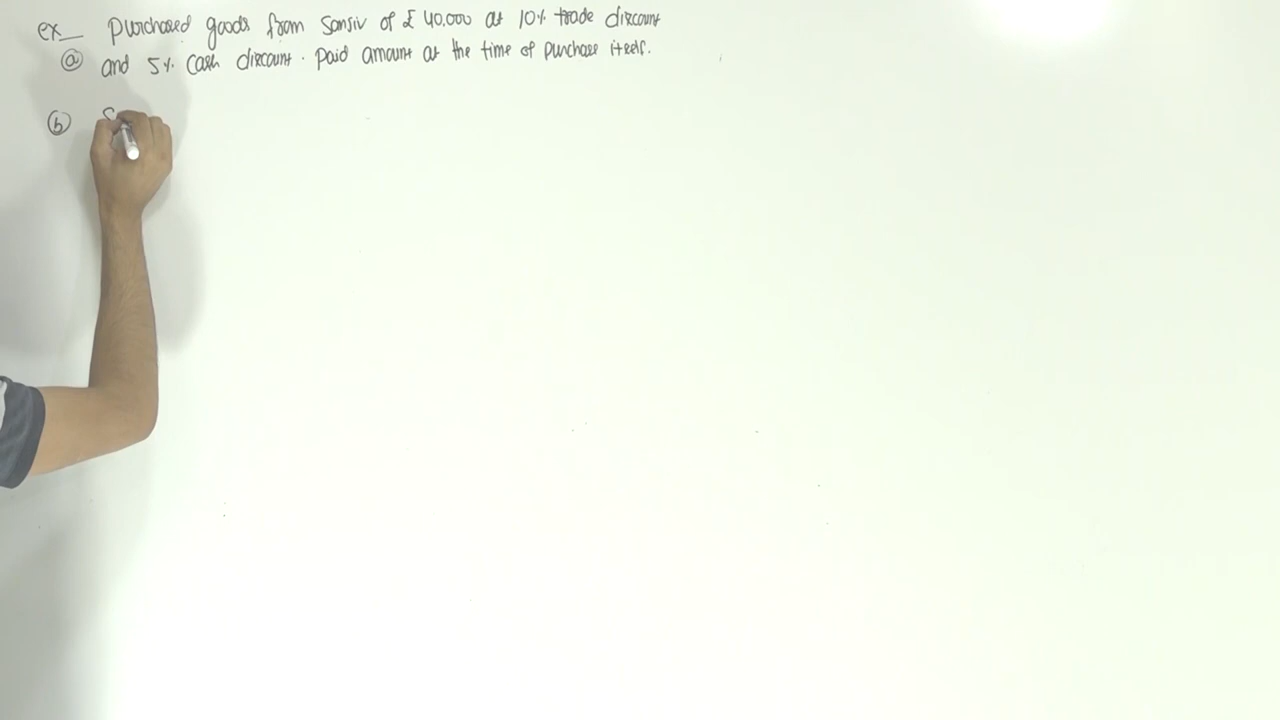 ex_ purchased goods from Sansiv of ₹ 40,000 at 10% trade discount
(a) and 5% cash discount. paid amount at the time of purchase itself.
(b) S